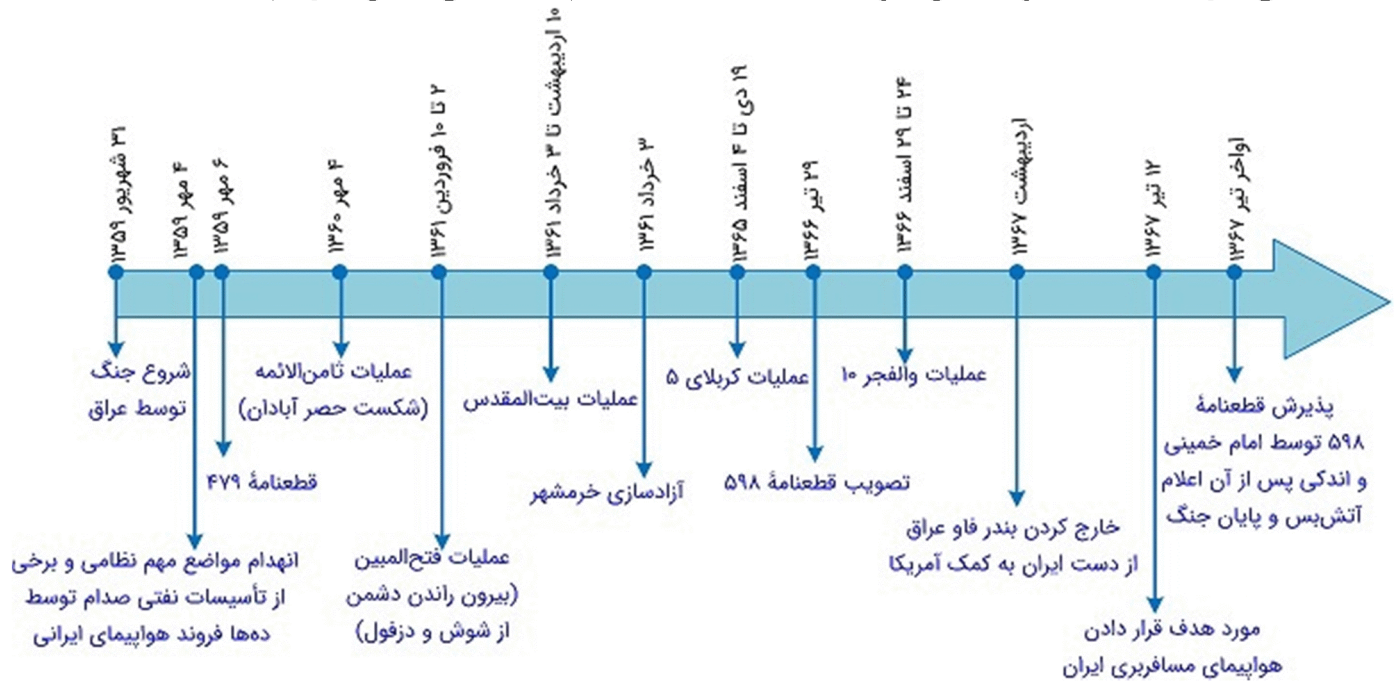 ۳۱ شهریور ۱۳۵۹
۴ مهر ۱۳۵۹
۶ مهر ۱۳۵۹
۴ مهر ۱۳۶۰
۲ تا ۱۰ فروردین ۱۳۶۱
۱۰ اردیبهشت تا ۳ خرداد ۱۳۶۱
۳ خرداد ۱۳۶۱
۱۹ دی تا ۴ اسفند ۱۳۶۵
۲۹ تیر ۱۳۶۶
۲۴ تا ۲۹ اسفند ۱۳۶۶
اردیبهشت ۱۳۶۷
۱۲ تیر ۱۳۶۷
اواخر تیر ۱۳۶۷
شروع جنگ
توسط عراق
انهدام مواضع مهم نظامی و برخی
از تأسیسات نفتی صدام توسط
ده‌ها فروند هواپیمای ایرانی
قطعنامۀ ۴۷۹
عملیات ثامن‌الائمه
(شکست حصر آبادان)
عملیات فتح‌المبین
(بیرون راندن دشمن
از شوش و دزفول)
عملیات بیت‌المقدس
آزادسازی خرمشهر
عملیات کربلای ۵
تصویب قطعنامۀ ۵۹۸
عملیات والفجر ۱۰
خارج کردن بندر فاو عراق
از دست ایران به کمک آمریکا
مورد هدف قرار دادن
هواپیمای مسافربری ایران
پذیرش قطعنامۀ
۵۹۸ توسط امام خمینی
و اندکی پس از آن اعلام
آتش‌بس و پایان جنگ